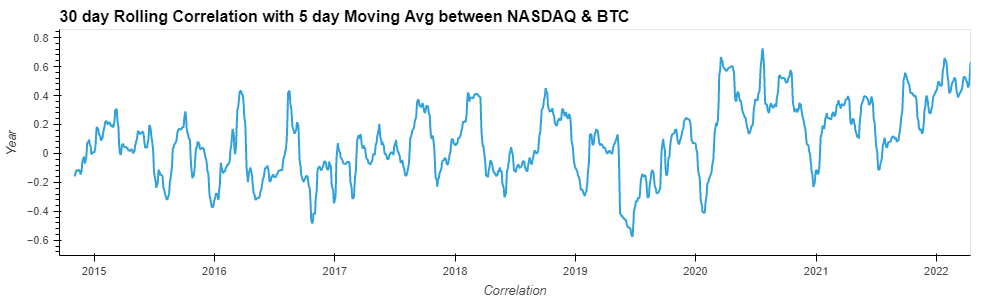 30 day Rolling Correlation with 5 day Moving Avg between NASDAQ & BTC
0.8
0.6
0.4
0.2
0
−0.2
−0.4
−0.6
Year
2015 2016 2017 2018 2019 2020 2021 2022
Correlation